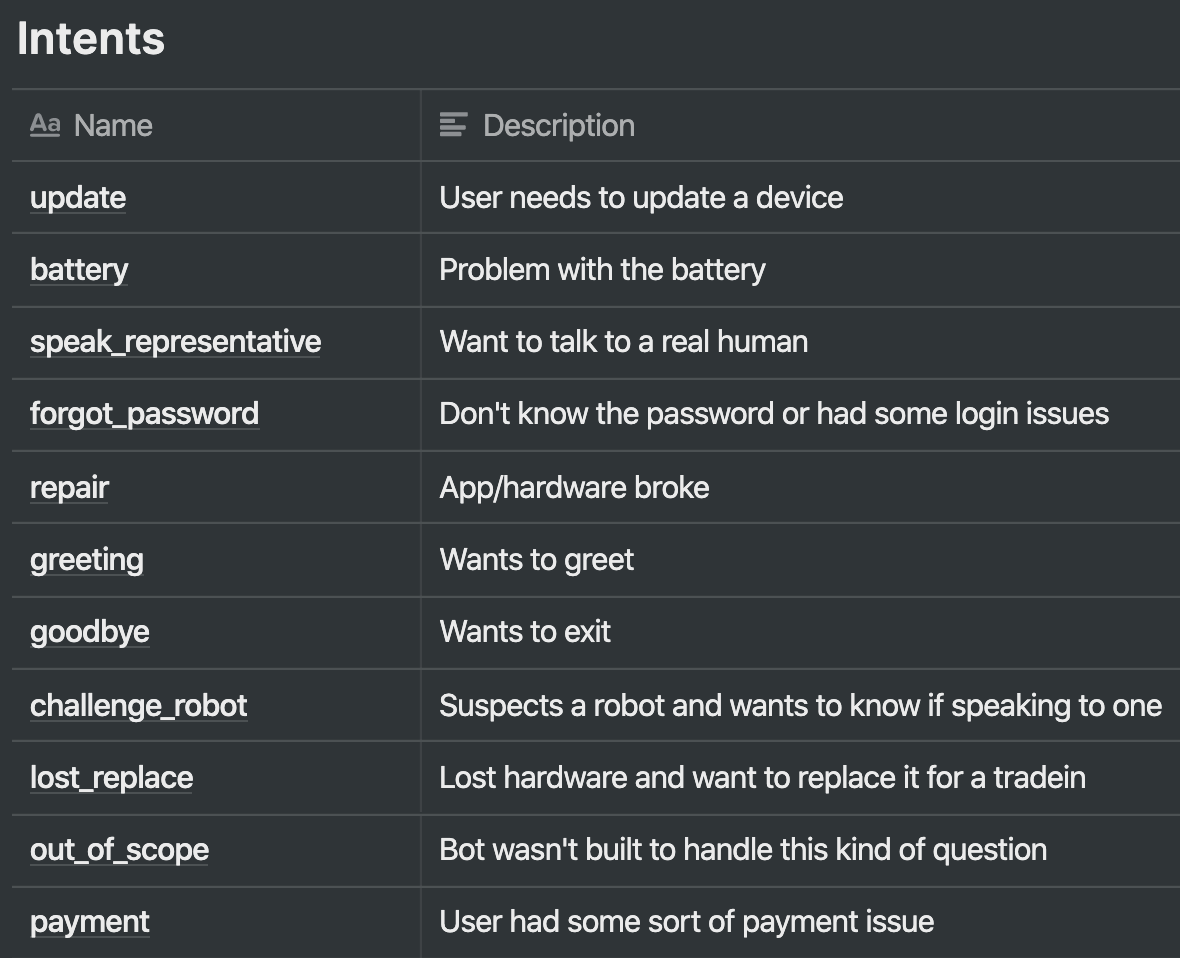 Intents
Aa Name Description
update User needs to update a device
battery Problem with the battery
speak_representative Want to talk to a real human
forgot_password Don't know the password or had some login issues
repair App/hardware broke
greeting Wants to greet
goodbye Wants to exit
challenge_robot Suspects a robot and wants to know if speaking to one
lost_replace Lost hardware and want to replace it for a tradein
out_of_scope Bot wasn't built to handle this kind of question
payment User had some sort of payment issue